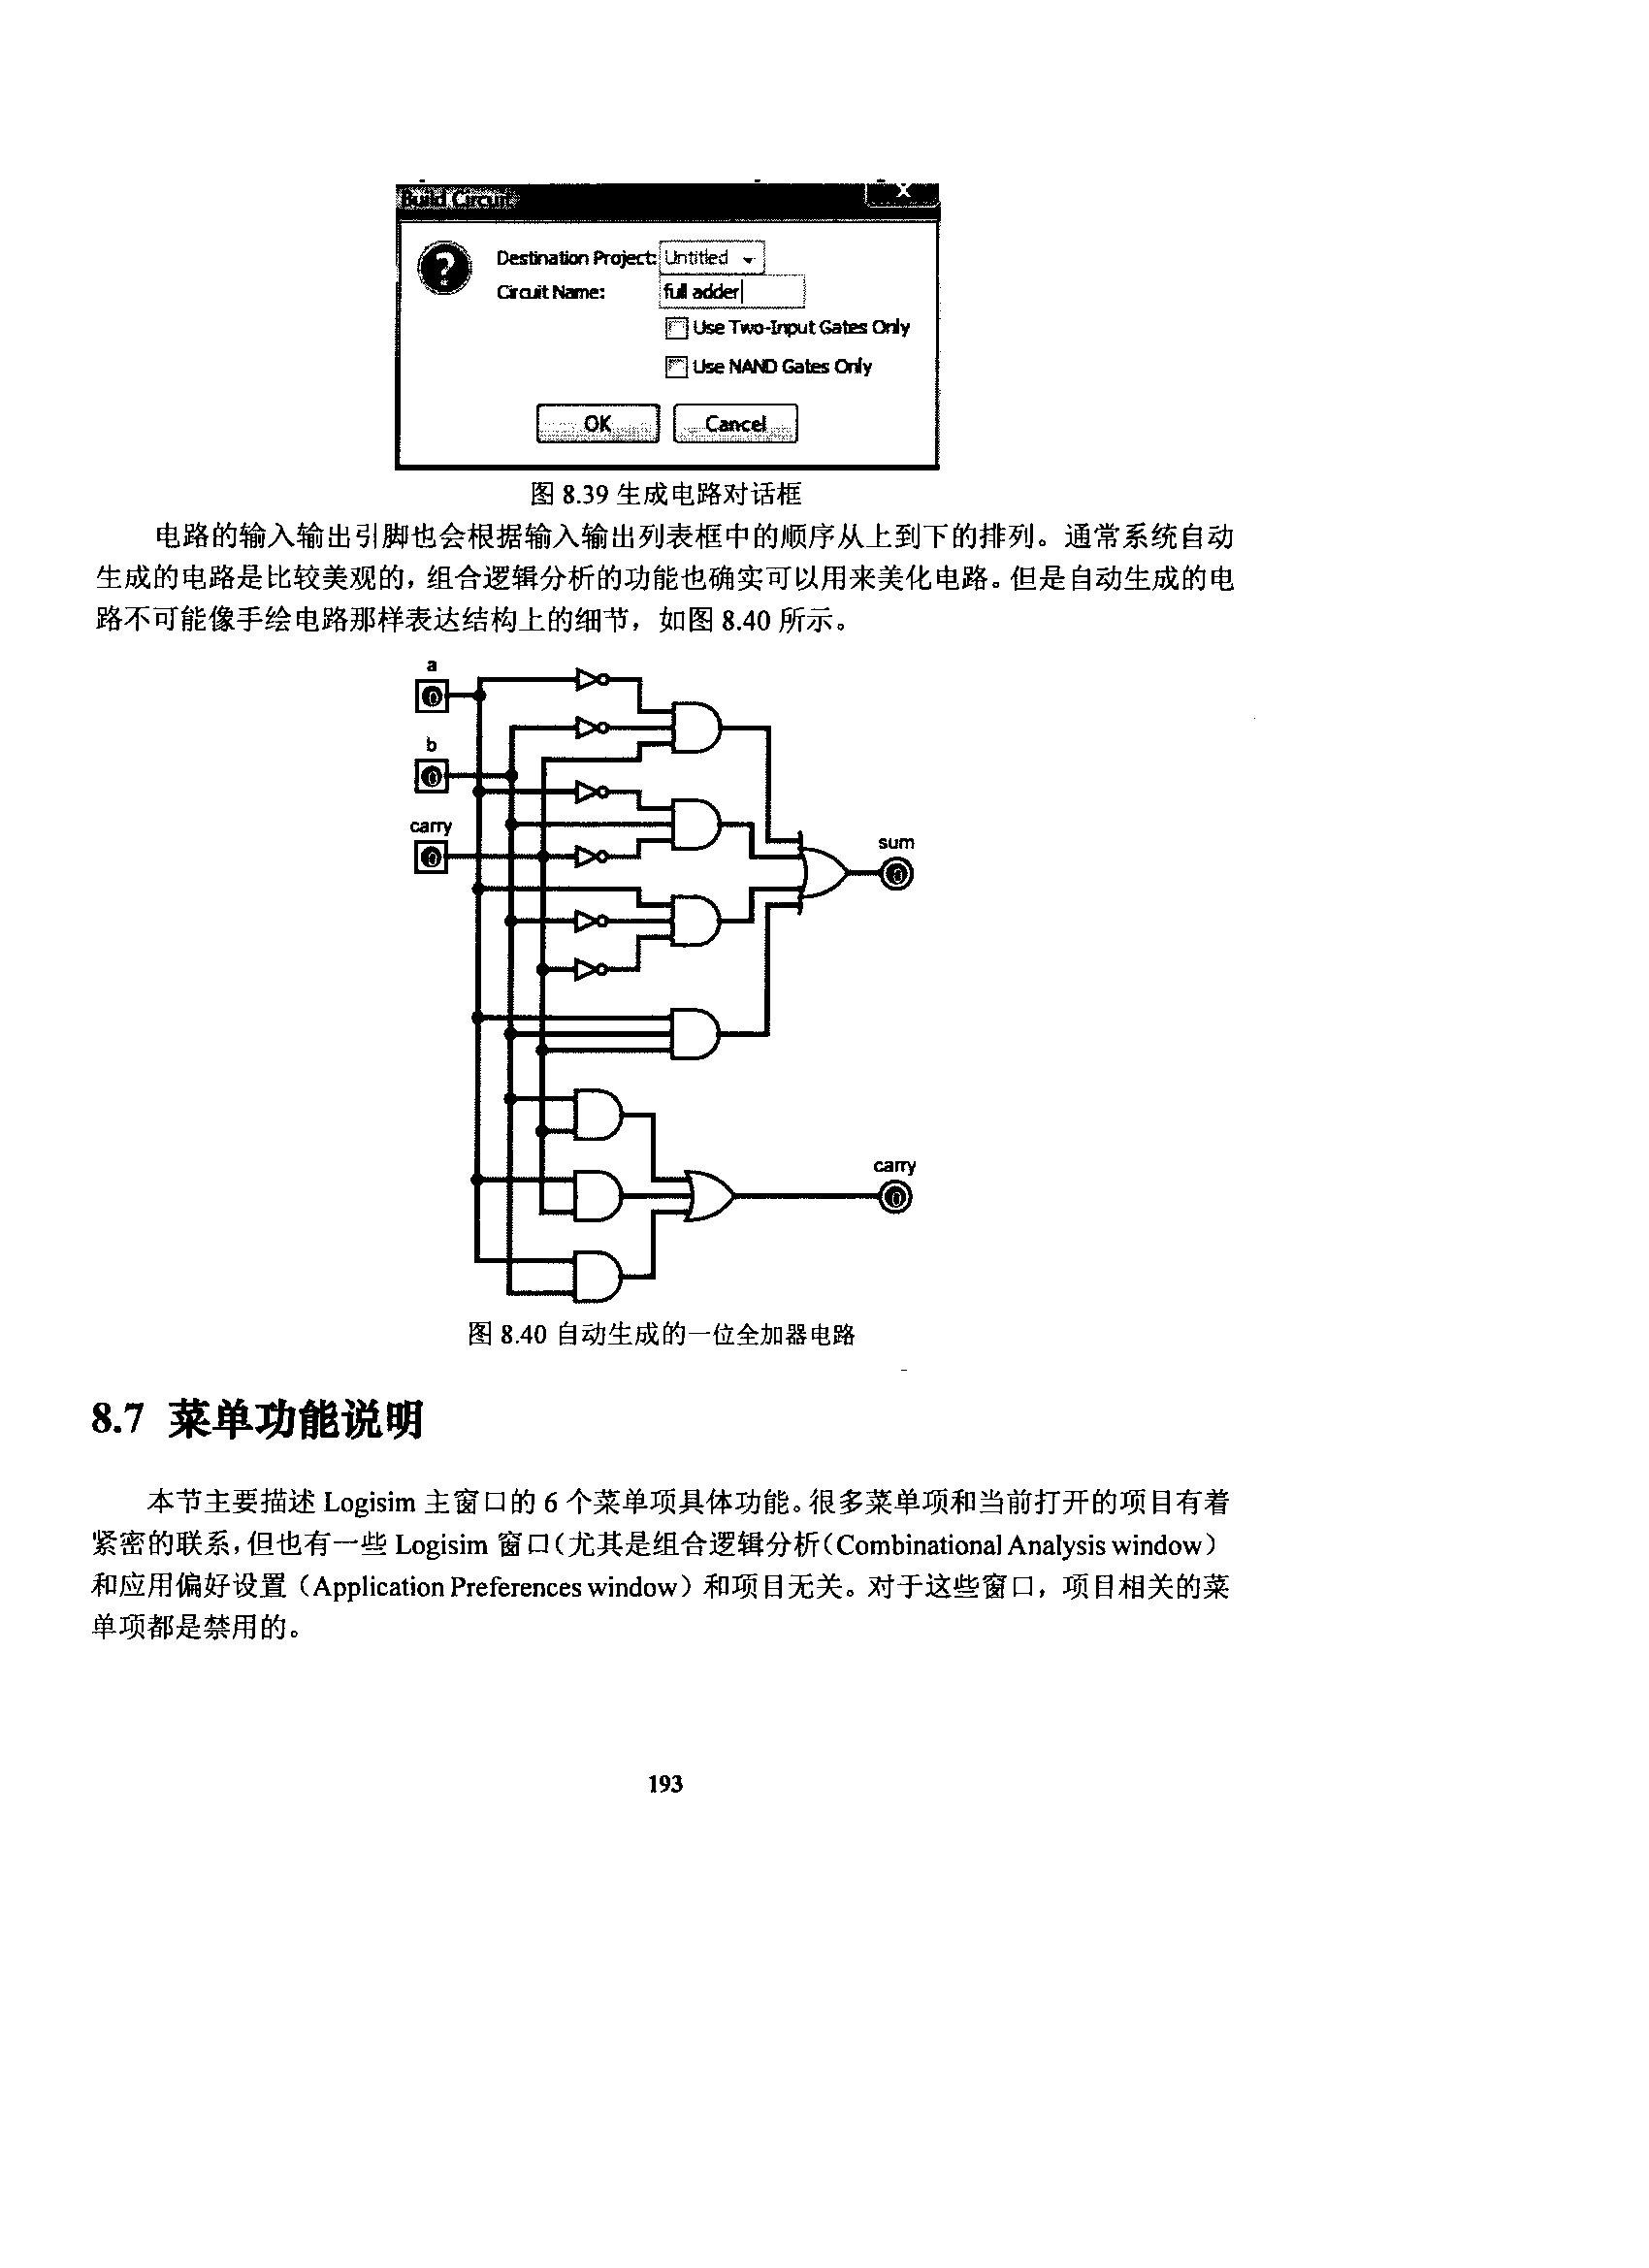 Build Circuit
X
?
Destination Project: Untitled
Circuit Name: full adder
Use Two-Input Gates Only
Use NAND Gates Only
OK Cancel
图 8.39 生成电路对话框
电路的输入输出引脚也会根据输入输出列表框中的顺序从上到下的排列。通常系统自动
生成的电路是比较美观的，组合逻辑分析的功能也确实可以用来美化电路。但是自动生成的电
路不可能像手绘电路那样表达结构上的细节，如图 8.40 所示。
a
0
b
0
carry
0
sum
0
carry
0
图 8.40 自动生成的一位全加器电路
8.7 菜单功能说明
本节主要描述 Logisim 主窗口的 6 个菜单项具体功能。很多菜单项和当前打开的项目有着
紧密的联系，但也有一些 Logisim 窗口（尤其是组合逻辑分析（Combinational Analysis window）
和应用偏好设置（Application Preferences window）和项目无关。对于这些窗口，项目相关的菜
单项都是禁用的。
193